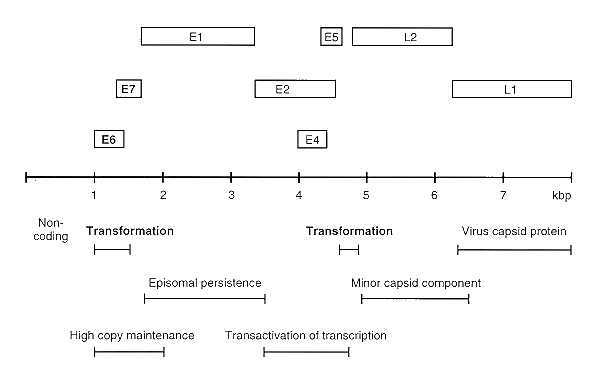 E1
E5
L2
E7
E2
L1
E6
E4
1 2 3 4 5 6 7 kbp
Non-
coding
Transformation
Transformation
Virus capsid protein
Episomal persistence
Minor capsid component
High copy maintenance
Transactivation of transcription